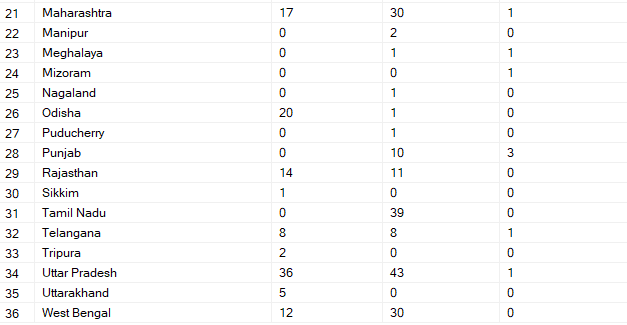 21 Maharashtra 17 30 1
22 Manipur 0 2 0
23 Meghalaya 0 1 1
24 Mizoram 0 0 1
25 Nagaland 0 1 0
26 Odisha 20 1 0
27 Puducherry 0 1 0
28 Punjab 0 10 3
29 Rajasthan 14 11 0
30 Sikkim 1 0 0
31 Tamil Nadu 0 39 0
32 Telangana 8 8 1
33 Tripura 2 0 0
34 Uttar Pradesh 36 43 1
35 Uttarakhand 5 0 0
36 West Bengal 12 30 0